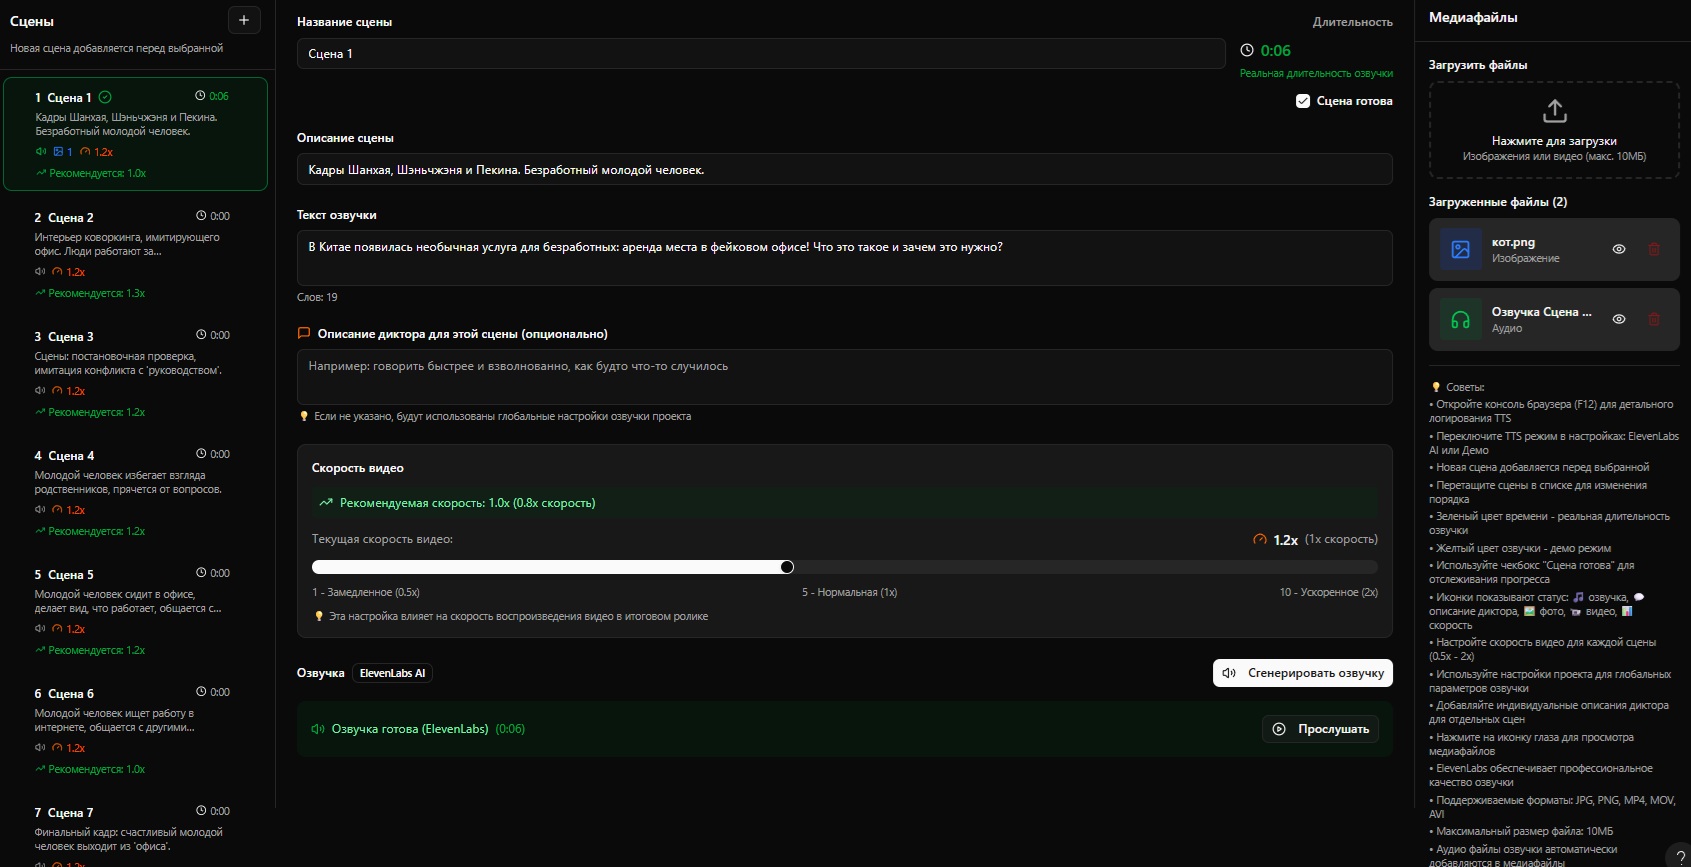 Сцены
+
Новая сцена добавляется перед выбранной
1 Сцена 1
0:06
Кадры Шанхая, Шэньчжэня и Пекина.
Безработный молодой человек.
1 1.2x
Рекомендуется: 1.0x
2 Сцена 2
0:00
Интерьер коворкинга, имитирующего
офис. Люди работают за...
1.2x
Рекомендуется: 1.3x
3 Сцена 3
0:00
Сцены: постановочная проверка,
имитация конфликта с 'руководством'.
1.2x
Рекомендуется: 1.2x
4 Сцена 4
0:00
Молодой человек избегает взгляда
родственников, прячется от вопросов.
1.2x
Рекомендуется: 1.2x
5 Сцена 5
0:00
Молодой человек сидит в офисе,
делает вид, что работает, общается с...
1.2x
Рекомендуется: 1.2x
6 Сцена 6
0:00
Молодой человек ищет работу в
интернете, общается с другими...
1.2x
Рекомендуется: 1.0x
7 Сцена 7
0:00
Финальный кадр: счастливый молодой
человек выходит из 'офиса'.
1.2x
Название сцены
Длительность
Сцена 1
0:06
Реальная длительность озвучки
Сцена готова
Описание сцены
Кадры Шанхая, Шэньчжэня и Пекина. Безработный молодой человек.
Текст озвучки
В Китае появилась необычная услуга для безработных: аренда места в фейковом офисе! Что это такое и зачем это нужно?
Слов: 19
Описание диктора для этой сцены (опционально)
Например: говорить быстрее и взволнованно, как будто что-то случилось
Если не указано, будут использованы глобальные настройки озвучки проекта
Скорость видео
Рекомендуемая скорость: 1.0x (0.8x скорость)
Текущая скорость видео:
1.2x (1x скорость)
1 - Замедленное (0.5x)
5 - Нормальная (1x)
10 - Ускоренное (2x)
Эта настройка влияет на скорость воспроизведения видео в итоговом ролике
Озвучка ElevenLabs AI
Сгенерировать озвучку
Озвучка готова (ElevenLabs) (0:06)
Прослушать
Медиафайлы
Загрузить файлы
Нажмите для загрузки
Изображения или видео (макс. 10МБ)
Загруженные файлы (2)
кот.png
Изображение
Озвучка Сцена ...
Аудио
Советы:
• Откройте консоль браузера (F12) для детального
логирования TTS
• Переключите TTS режим в настройках: ElevenLabs
AI или Демо
• Новая сцена добавляется перед выбранной
• Перетащите сцены в списке для изменения
порядка
• Зеленый цвет времени - реальная длительность
озвучки
• Желтый цвет озвучки - демо режим
• Используйте чекбокс "Сцена готова" для
отслеживания прогресса
• Иконки показывают статус: 🎵 озвучка, 💬
описание диктора, 🖼️ фото, 📹 видео, 📊
скорость
• Настройте скорость видео для каждой сцены
(0.5x - 2x)
• Используйте настройки проекта для глобальных
параметров озвучки
• Добавляйте индивидуальные описания диктора
для отдельных сцен
• Нажмите на иконку глаза для просмотра
медиафайлов
• ElevenLabs обеспечивает профессиональное
качество озвучки
• Поддерживаемые форматы: JPG, PNG, MP4, MOV,
AVI
• Максимальный размер файла: 10МБ
• Аудио файлы озвучки автоматически
добавляются в медиафайлы
?